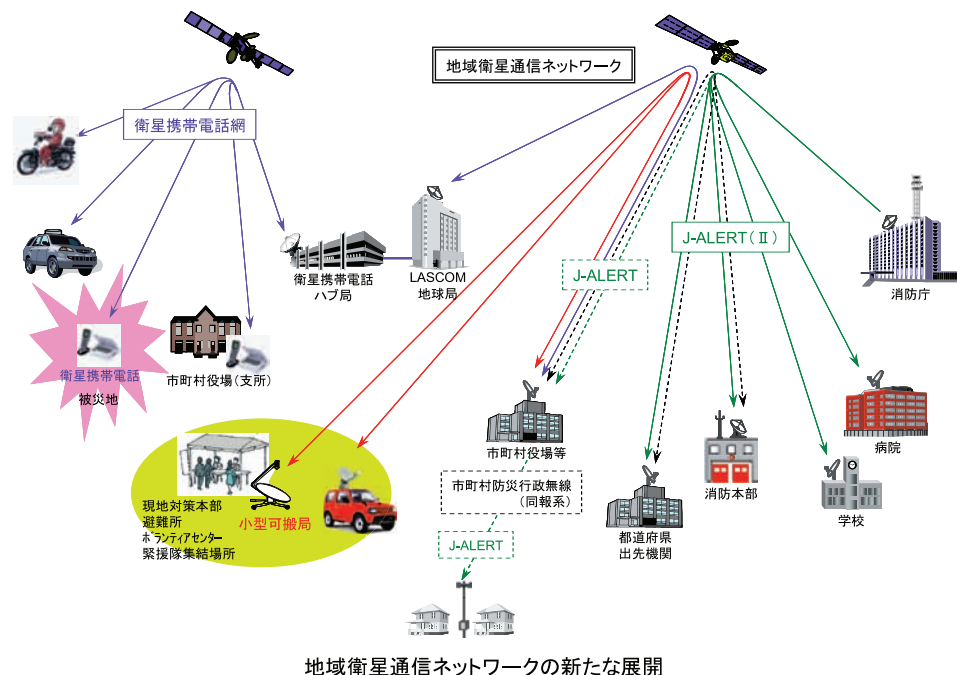 地域衛星通信ネットワーク
衛星携帯電話網
J-ALERT(Ⅱ)
J-ALERT
消防庁
衛星携帯電話
ハブ局
LASCOM
地球局
衛星携帯電話
被災地
市町村役場(支所)
市町村役場等
病院
消防本部
学校
市町村防災行政無線
(同報系)
都道府県
出先機関
現地対策本部
避難所
ボランティアセンター
緊援隊集結場所
小型可搬局
J-ALERT
地域衛星通信ネットワークの新たな展開